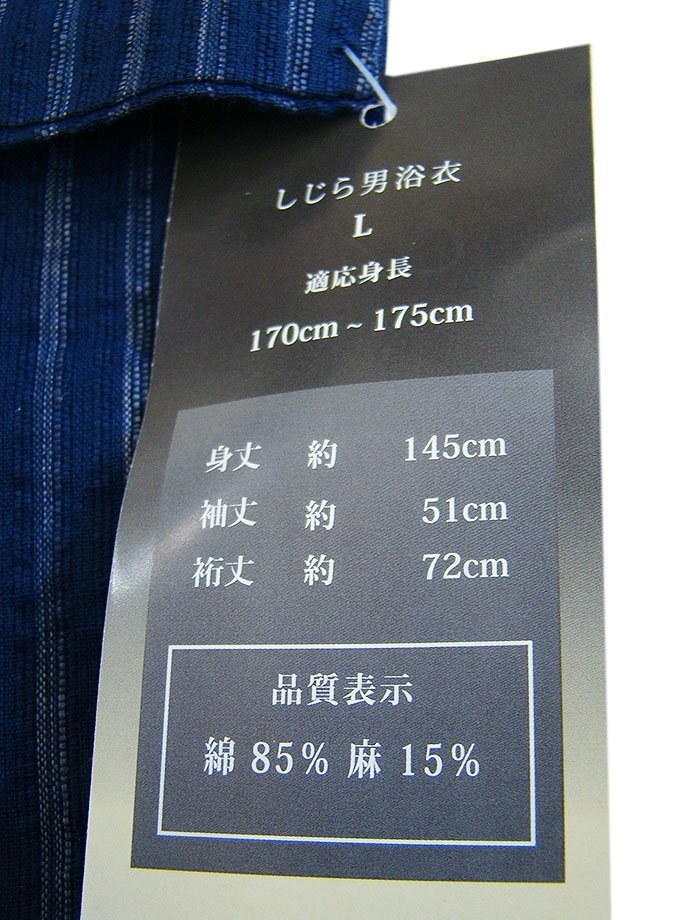 しじら男浴衣
L
適応身長
170cm ~ 175cm
身丈 約 145cm
袖丈 約 51cm
裄丈 約 72cm
品質表示
綿 85% 麻 15%